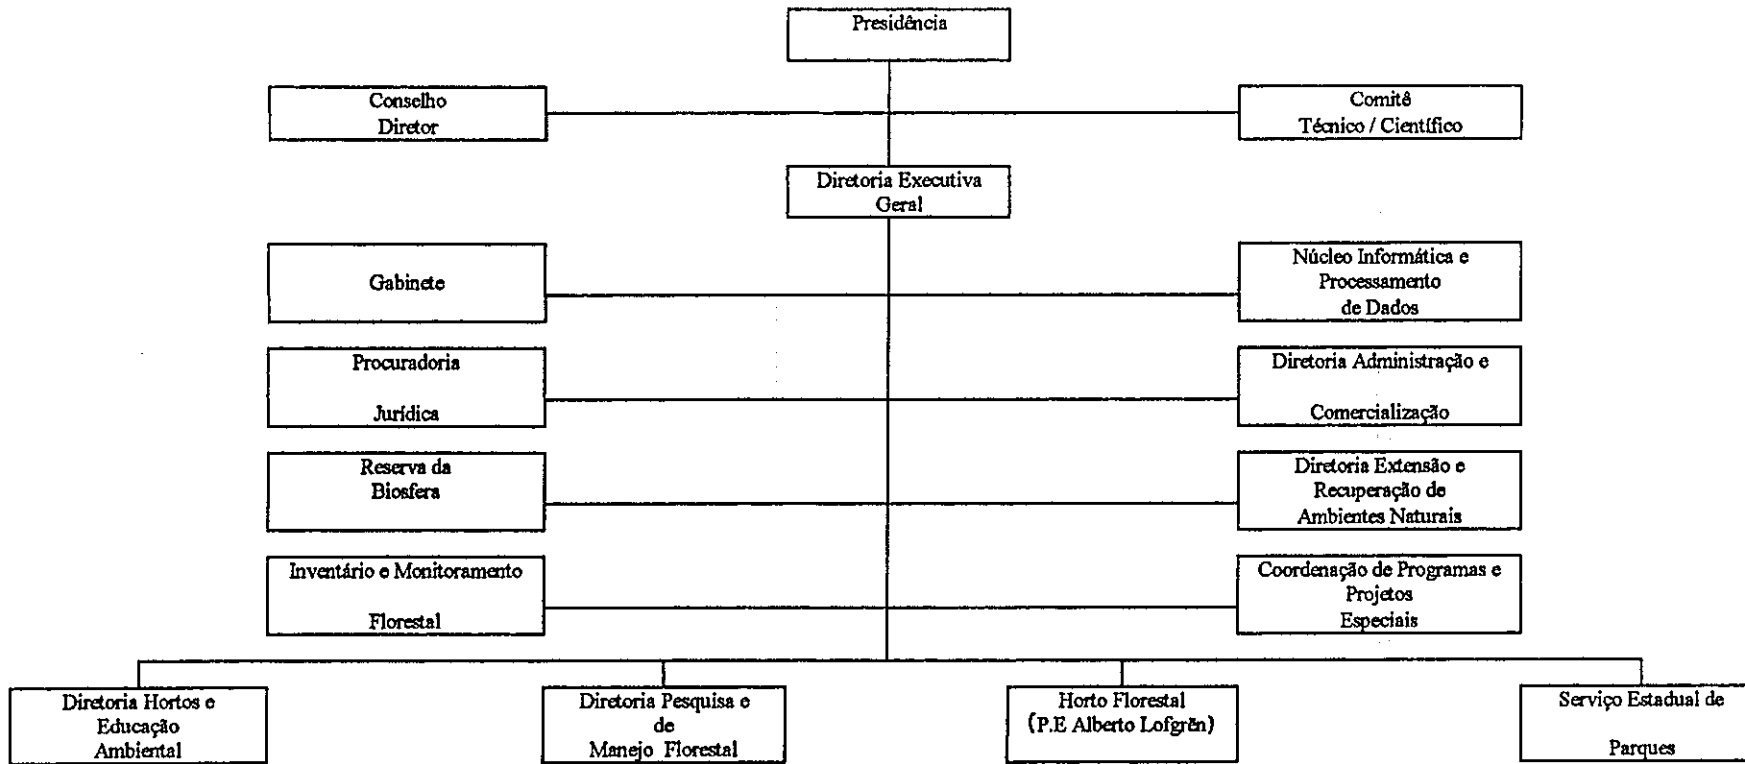 Presidência
Conselho
Diretor
Comitê
Técnico / Científico
Diretoria Executiva
Geral
Gabinete
Núcleo Informática e
Processamento
de Dados
Procuradoria
Jurídica
Diretoria Administração e
Comercialização
Reserva da
Biosfera
Diretoria Extensão e
Recuperação de
Ambientes Naturais
Inventário e Monitoramento
Florestal
Coordenação de Programas e
Projetos
Especiais
Diretoria Hortos e
Educação
Ambiental
Diretoria Pesquisa e
de
Manejo Florestal
Horto Florestal
(P.E Alberto Lofgrën)
Serviço Estadual de
Parques